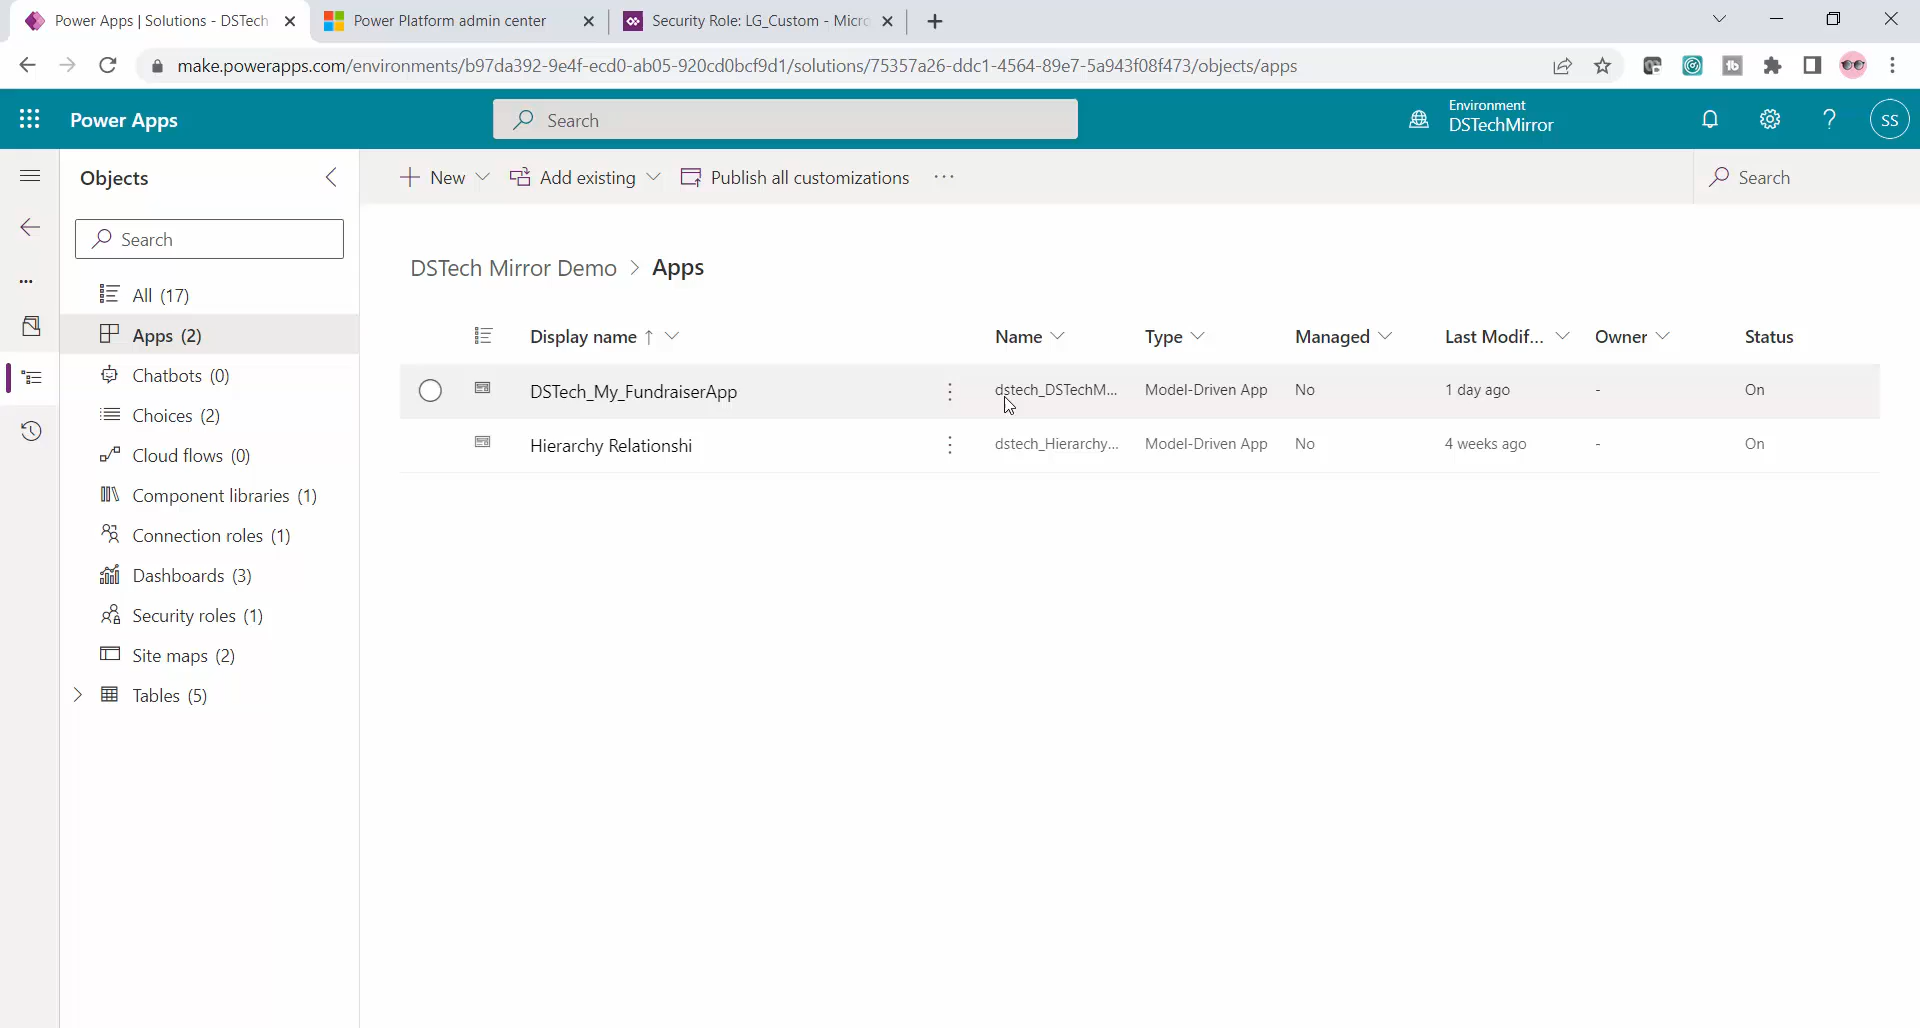 Power Apps | Solutions - DSTech
Power Platform admin center
Security Role: LG_Custom - Micro
make.powerapps.com/environments/b97da392-9e4f-ecd0-ab05-920cd0bcf9d1/solutions/75357a26-ddc1-4564-89e7-5a943f08f473/objects/apps
Power Apps
Search
Environment
DSTechMirror
?
SS
Objects
New
Add existing
Publish all customizations
Search
Search
All (17)
Apps (2)
Chatbots (0)
Choices (2)
Cloud flows (0)
Component libraries (1)
Connection roles (1)
Dashboards (3)
Security roles (1)
Site maps (2)
Tables (5)
DSTech Mirror Demo > Apps
Display name ↑ Name Type Managed Last Modif... Owner Status
DSTech_My_FundraiserApp dstech_DSTechM... Model-Driven App No 1 day ago - On
Hierarchy Relationshi dstech_Hierarchy... Model-Driven App No 4 weeks ago - On